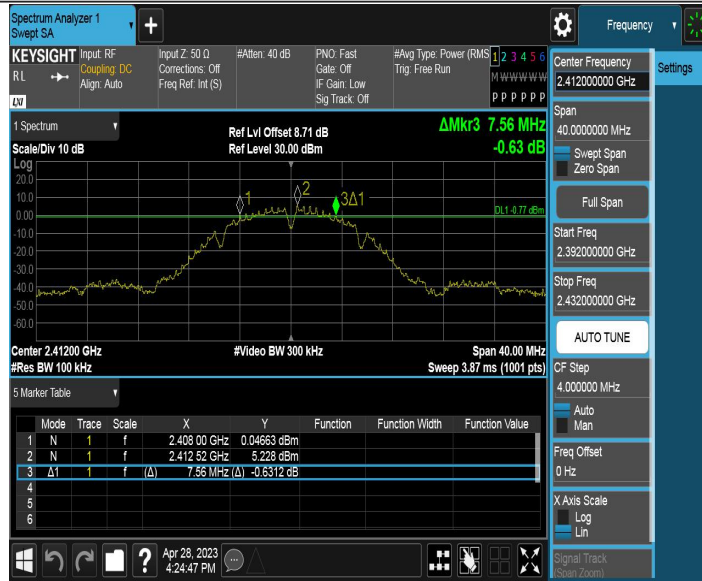 Spectrum Analyzer 1
Swept SA
Frequency
KEYSIGHT
RL
LXI
Input: RF
Coupling: DC
Align: Auto
Input Z: 50 Ω
Corrections: Off
Freq Ref: Int (S)
#Atten: 40 dB
PNO: Fast
Gate: Off
IF Gain: Low
Sig Track: Off
#Avg Type: Power (RMS
Trig: Free Run
1 2 3 4 5 6
M W W W W W
P P P P P P
Center Frequency
2.412000000 GHz
Settings
Span
40.0000000 MHz
Swept Span
Zero Span
Full Span
Start Freq
2.392000000 GHz
Stop Freq
2.432000000 GHz
AUTO TUNE
CF Step
4.000000 MHz
Auto
Man
Freq Offset
0 Hz
X Axis Scale
Log
Lin
Signal Track
(Span Zoom)
1 Spectrum
Scale/Div 10 dB
Ref Lvl Offset 8.71 dB
Ref Level 30.00 dBm
ΔMkr3 7.56 MHz
-0.63 dB
Log
20.0
10.0
0.00
-10.0
-20.0
-30.0
-40.0
-50.0
-60.0
1
2
3Δ1
DL1 -0.77 dBm
Center 2.41200 GHz
#Video BW 300 kHz
Span 40.00 MHz
#Res BW 100 kHz
Sweep 3.87 ms (1001 pts)
5 Marker Table
Mode Trace Scale X Y Function Function Width Function Value
1 N 1 f 2.408 00 GHz 0.04663 dBm
2 N 1 f 2.412 52 GHz 5.228 dBm
3 Δ1 1 f (Δ) 7.56 MHz (Δ) -0.6312 dB
4
5
6
?
Apr 28, 2023
4:24:47 PM